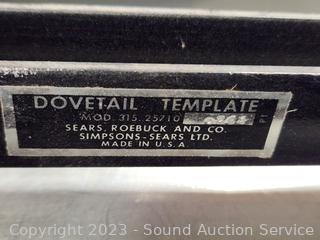 DOVETAIL TEMPLATE
MOD. 315.25710
SEARS, ROEBUCK AND CO.
SIMPSONS-SEARS LTD.
MADE IN U.S.A.
Copyright ©2023 - Sound Auction Service